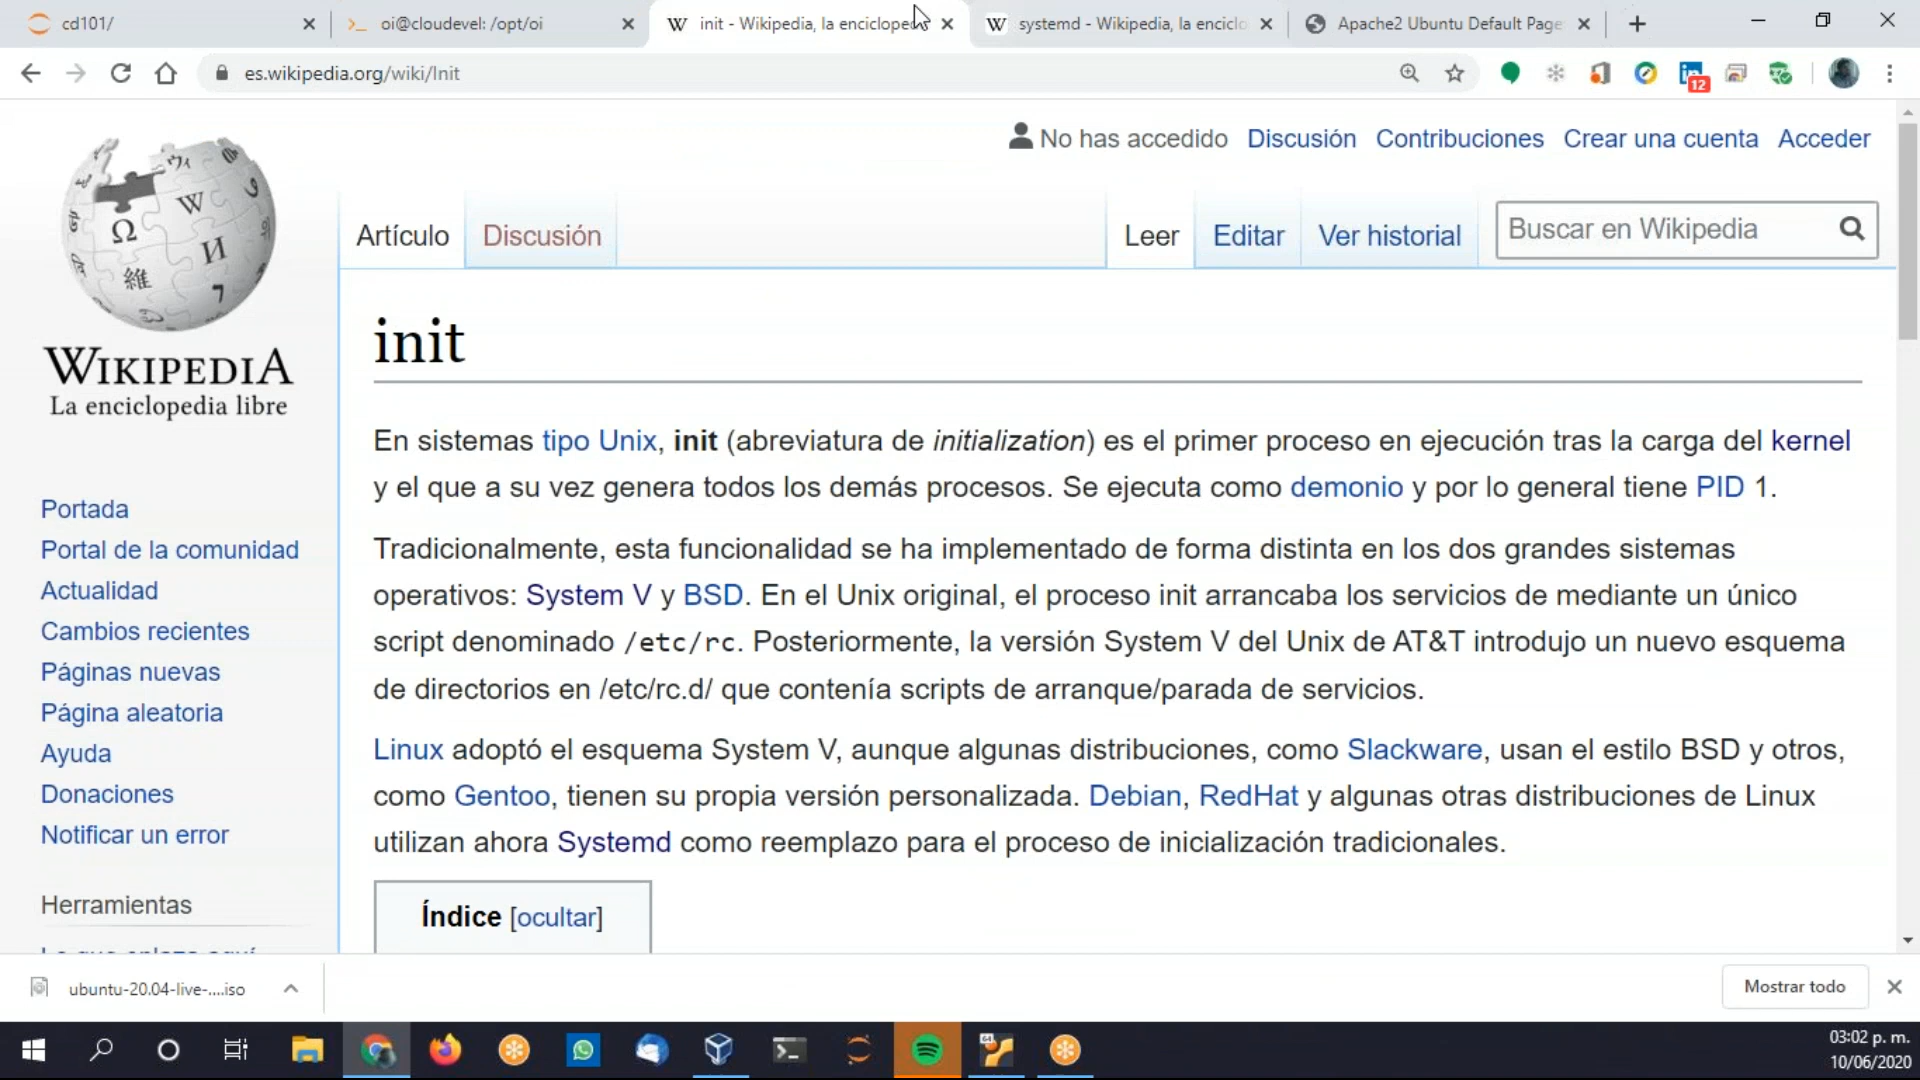 cd101/
oi@cloudevel: /opt/oi
init - Wikipedia, la encicloped
systemd - Wikipedia, la enciclo
Apache2 Ubuntu Default Page
es.wikipedia.org/wiki/Init
12
No has accedido Discusión Contribuciones Crear una cuenta Acceder
Artículo Discusión Leer Editar Ver historial Buscar en Wikipedia
WIKIPEDIA
La enciclopedia libre
init
En sistemas tipo Unix, init (abreviatura de initialization) es el primer proceso en ejecución tras la carga del kernel
y el que a su vez genera todos los demás procesos. Se ejecuta como demonio y por lo general tiene PID 1.
Tradicionalmente, esta funcionalidad se ha implementado de forma distinta en los dos grandes sistemas
operativos: System V y BSD. En el Unix original, el proceso init arrancaba los servicios de mediante un único
script denominado /etc/rc. Posteriormente, la versión System V del Unix de AT&T introdujo un nuevo esquema
de directorios en /etc/rc.d/ que contenía scripts de arranque/parada de servicios.
Linux adoptó el esquema System V, aunque algunas distribuciones, como Slackware, usan el estilo BSD y otros,
como Gentoo, tienen su propia versión personalizada. Debian, RedHat y algunas otras distribuciones de Linux
utilizan ahora Systemd como reemplazo para el proceso de inicialización tradicionales.
Índice [ocultar]
Portada
Portal de la comunidad
Actualidad
Cambios recientes
Páginas nuevas
Página aleatoria
Ayuda
Donaciones
Notificar un error
Herramientas
Lo que enlaza aquí
ubuntu-20.04-live-....iso
Mostrar todo
03:02 p. m.
10/06/2020